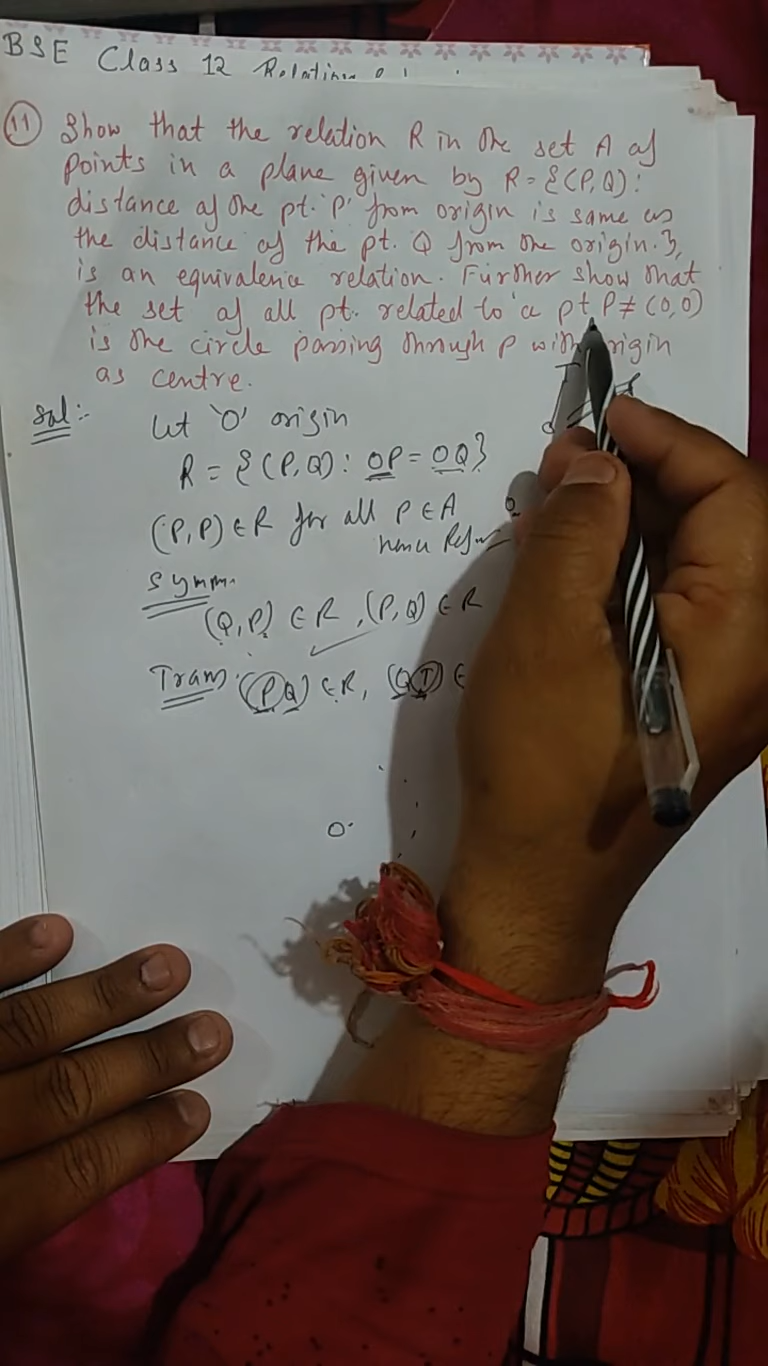 BSE Class 12 Relation
11 Show that the relation R in the set A of
points in a plane given by R = {(P,Q):
distance of the pt. 'P' from origin is same as
the distance of the pt. Q from the origin.},
is an equivalence relation. Further show that
the set of all pt. related to a pt P ≠ (0,0)
is the circle passing through P with origin
as centre.
Sol:- Let 'O' origin
R = {(P,Q): OP = OQ}
(P,P) ∈ R for all P ∈ A
hence Ref
Symm.
(Q,P) ∈ R, (P,Q) ∈ R
Trans. (P Q) ∈ R, (Q T) ∈
O